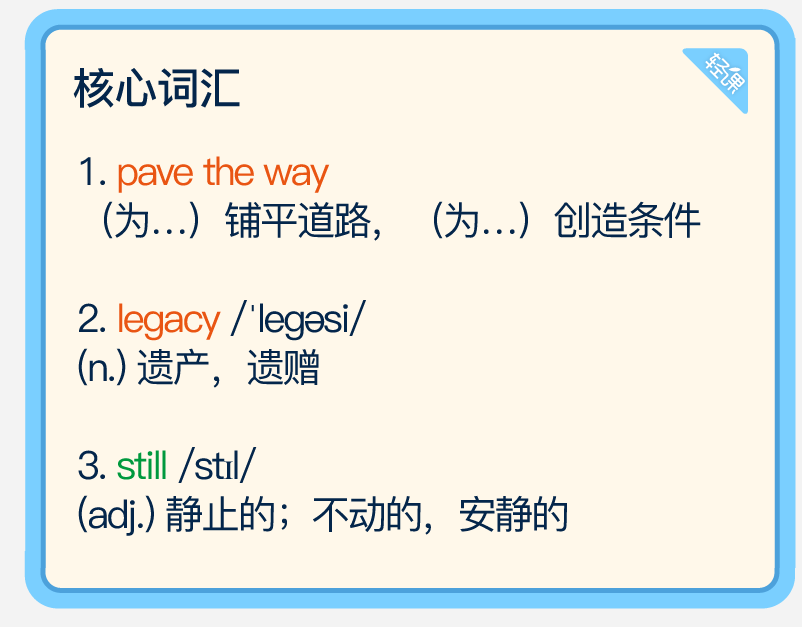 核心词汇
轻课
1. pave the way
（为…）铺平道路，（为…）创造条件
2. legacy /ˈlegəsi/
(n.) 遗产，遗赠
3. still /stɪl/
(adj.) 静止的；不动的，安静的